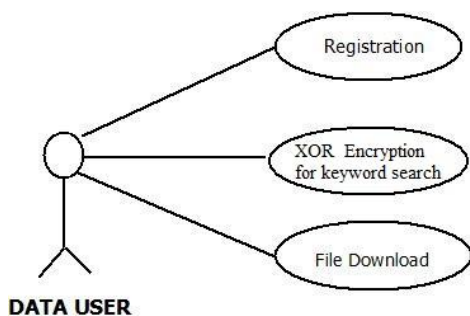 Registration
XOR Encryption
for keyword search
File Download
DATA USER